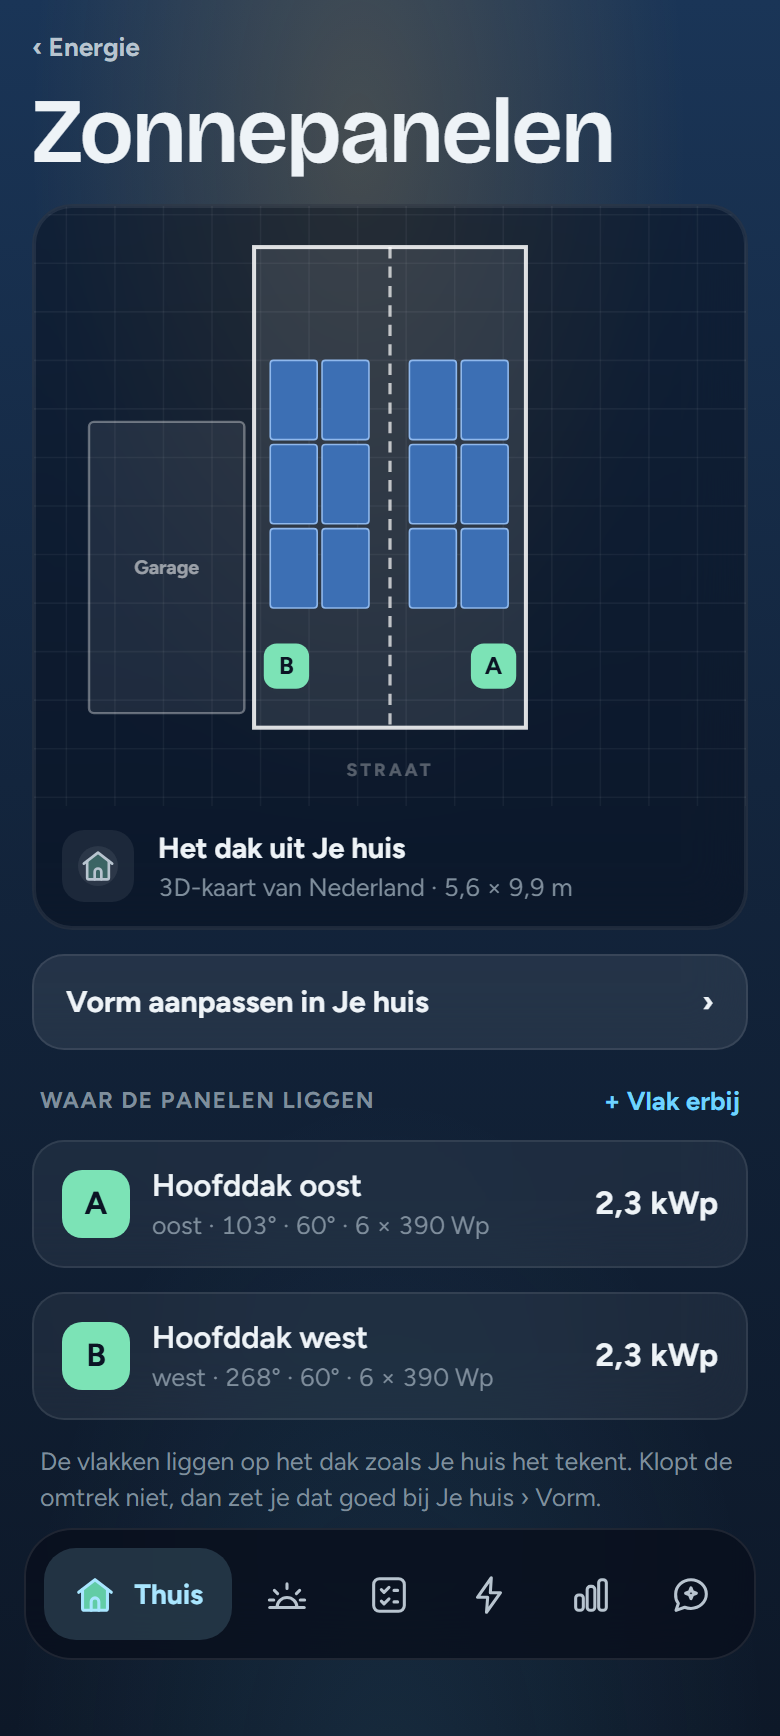 ‹ Energie
Zonnepanelen
Garage
B
A
STRAAT
Het dak uit Je huis
3D-kaart van Nederland · 5,6 × 9,9 m
Vorm aanpassen in Je huis ›
WAAR DE PANELEN LIGGEN + Vlak erbij
A
Hoofddak oost
oost · 103° · 60° · 6 × 390 Wp
2,3 kWp
B
Hoofddak west
west · 268° · 60° · 6 × 390 Wp
2,3 kWp
De vlakken liggen op het dak zoals Je huis het tekent. Klopt de
omtrek niet, dan zet je dat goed bij Je huis › Vorm.
Thuis